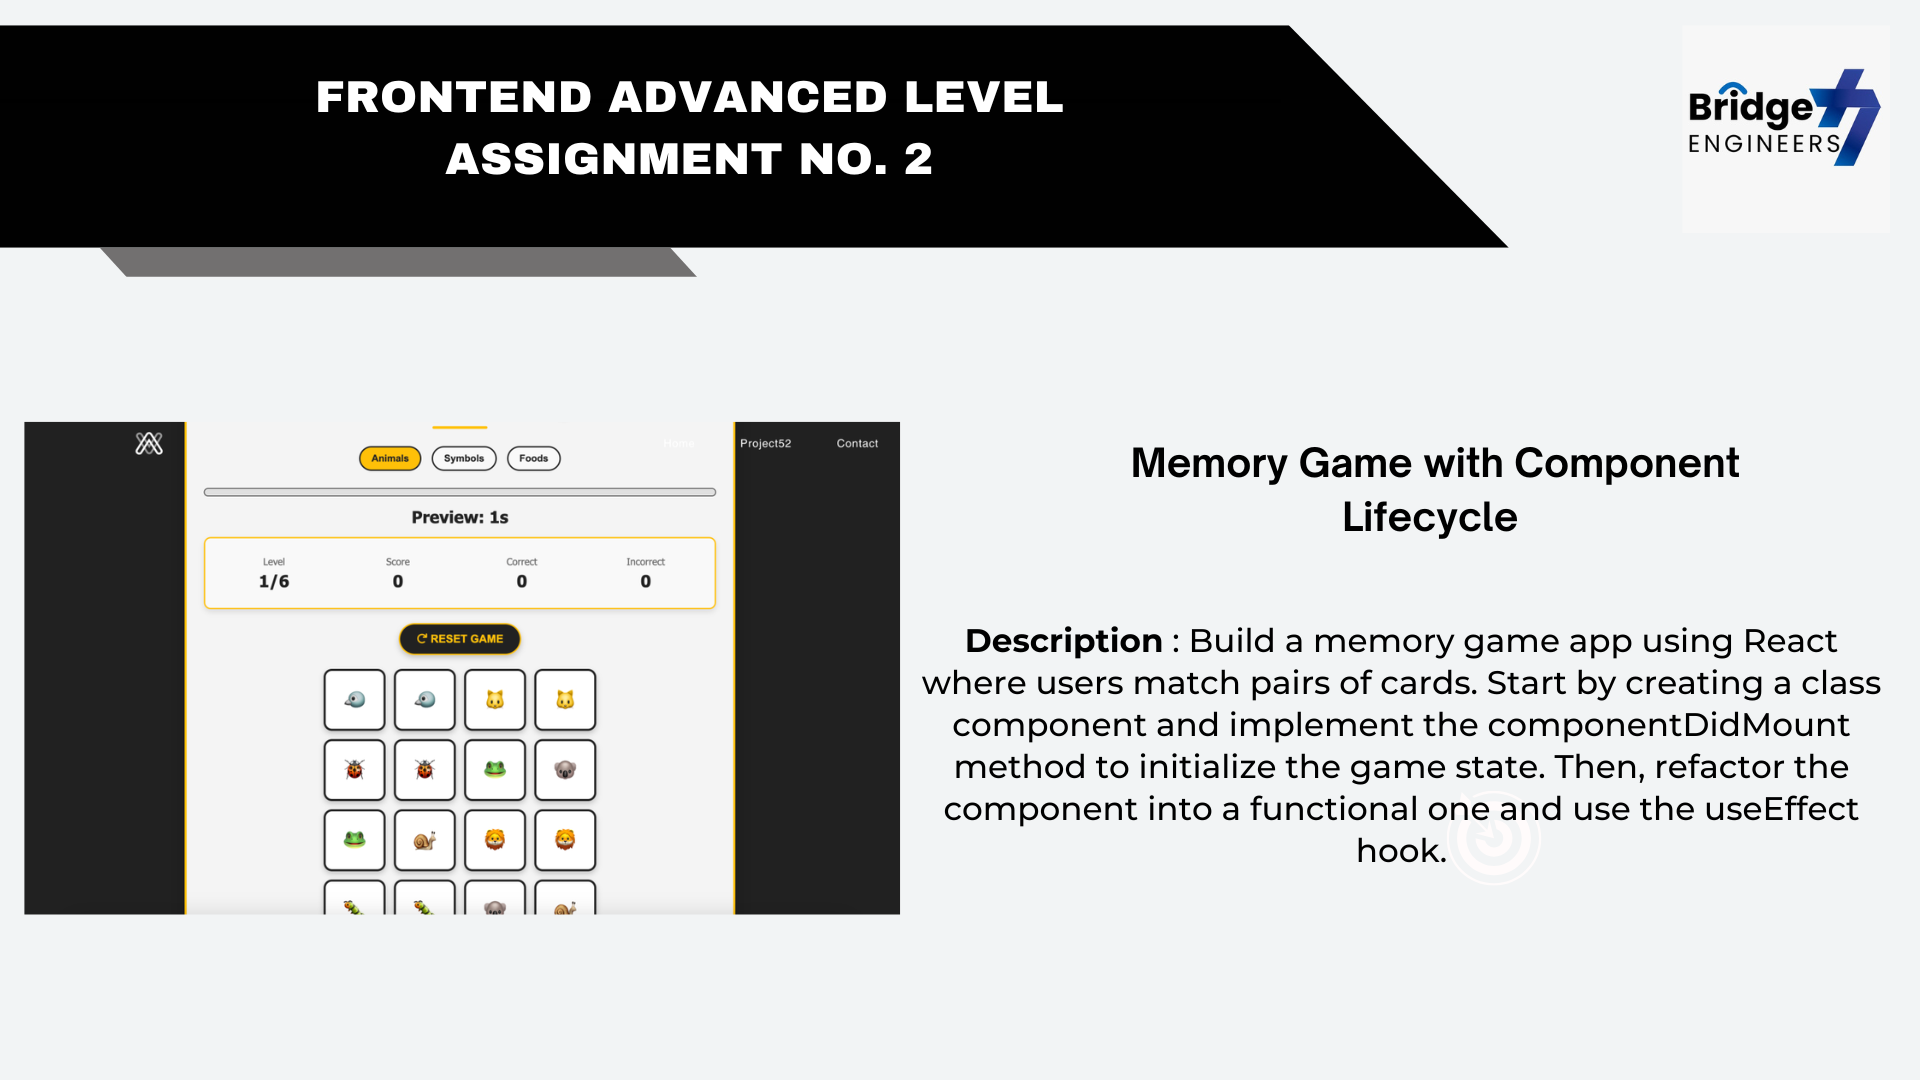 FRONTEND ADVANCED LEVEL
ASSIGNMENT NO. 2
Bridge
ENGINEERS
Home Project52 Contact
Animals Symbols Foods
Preview: 1s
Level Score Correct Incorrect
1/6 0 0 0
RESET GAME
Memory Game with Component
Lifecycle
Description : Build a memory game app using React
where users match pairs of cards. Start by creating a class
component and implement the componentDidMount
method to initialize the game state. Then, refactor the
component into a functional one and use the useEffect
hook.